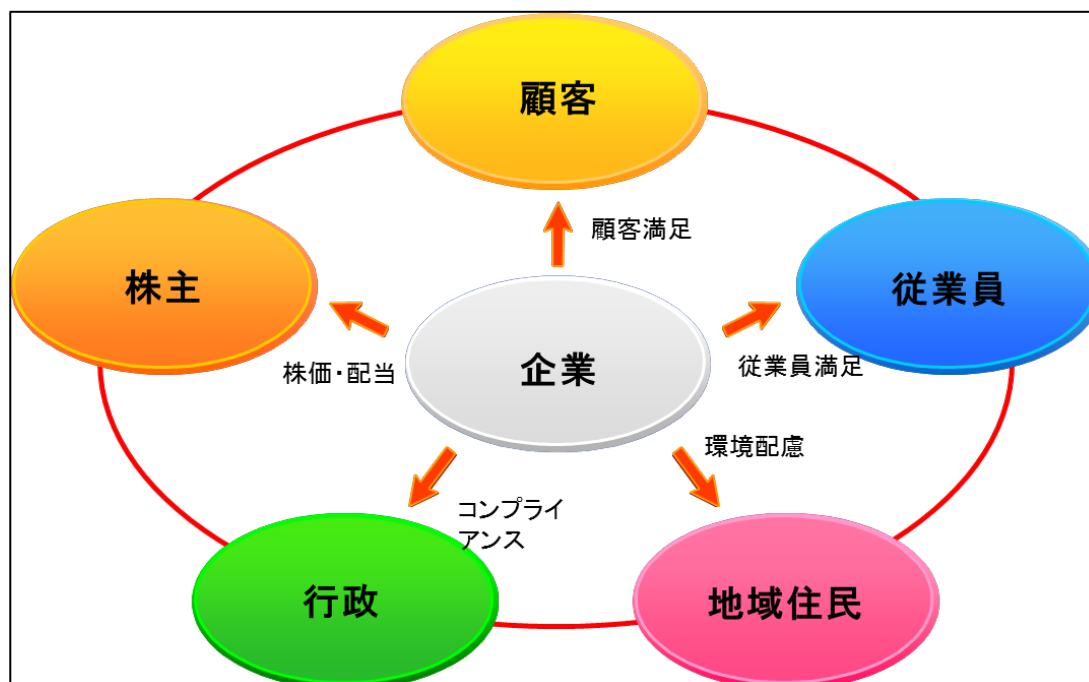 顧客
顧客満足
株主
従業員
企業
株価・配当
従業員満足
環境配慮
コンプライ
アンス
行政
地域住民